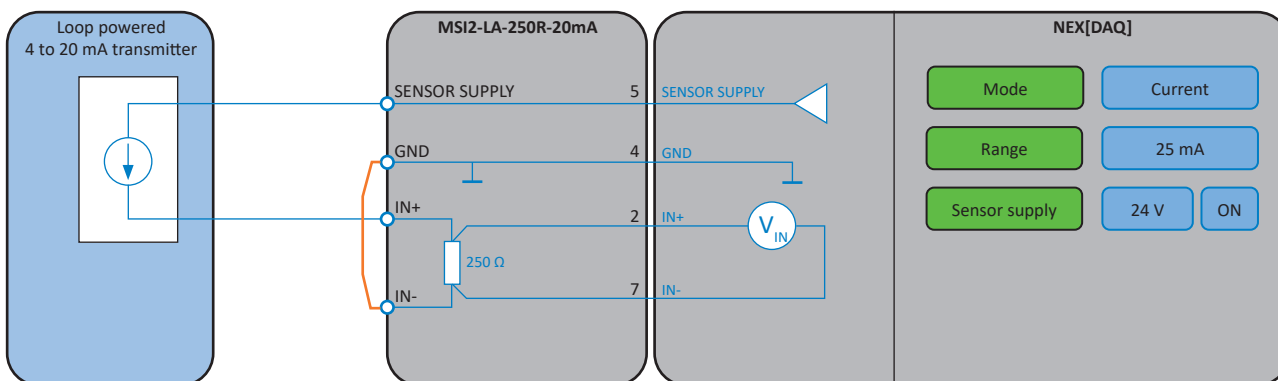 Loop powered
4 to 20 mA transmitter
MSI2-LA-250R-20mA
SENSOR SUPPLY
5
GND
4
IN+
2
250 Ω
IN-
7
SENSOR SUPPLY
GND
IN+
V IN
IN-
NEX[DAQ]
Mode
Current
Range
25 mA
Sensor supply
24 V
ON